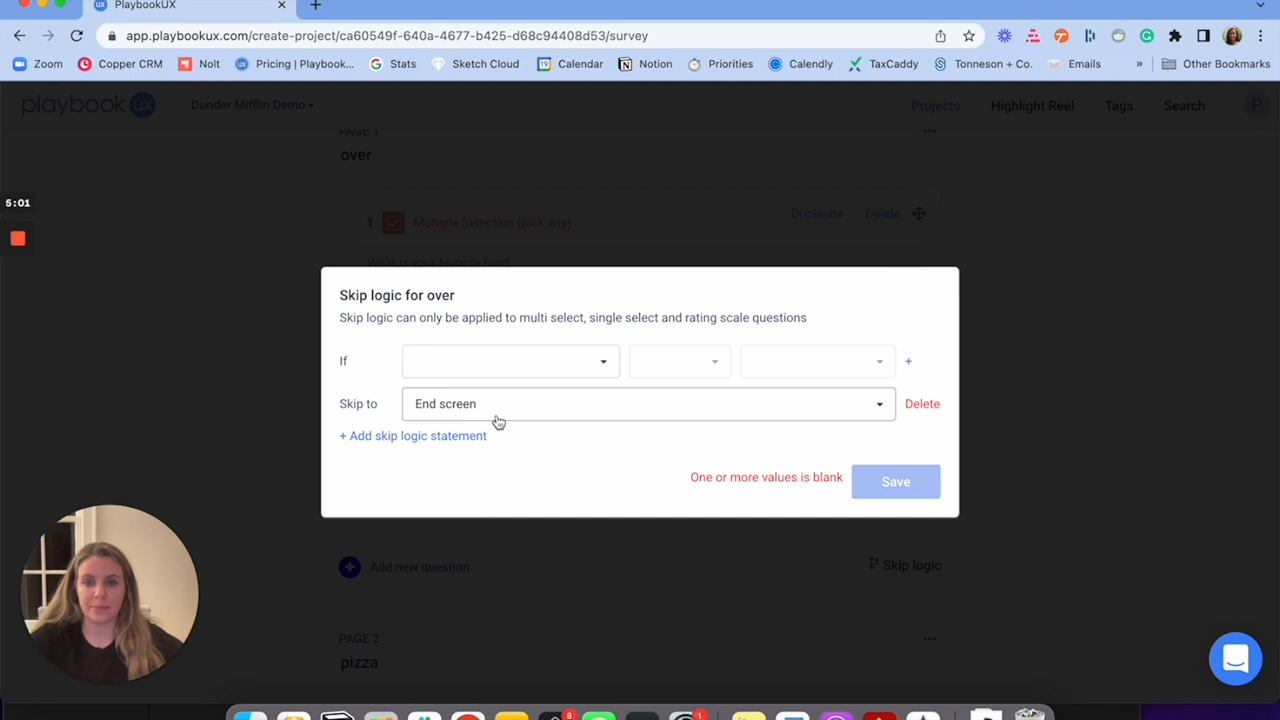 PlaybookUX
app.playbookux.com/create-project/ca60549f-640a-4677-b425-d68c94408d53/survey
Zoom Copper CRM Nolt Pricing | Playbook... Stats Sketch Cloud Calendar Notion Priorities Calendly TaxCaddy Tonneson + Co. Emails » Other Bookmarks
playbook UX Dunder Mifflin Demo Projects Highlight Reel Tags Search P
PAGE 1
over
5:01
1 Multiple Selection (pick any) Duplicate Delete
What is your favorite food
Skip logic for over
Skip logic can only be applied to multi select, single select and rating scale questions
If +
Skip to End screen Delete
+ Add skip logic statement
One or more values is blank Save
+ Add new question Skip logic
PAGE 2
pizza
8 1